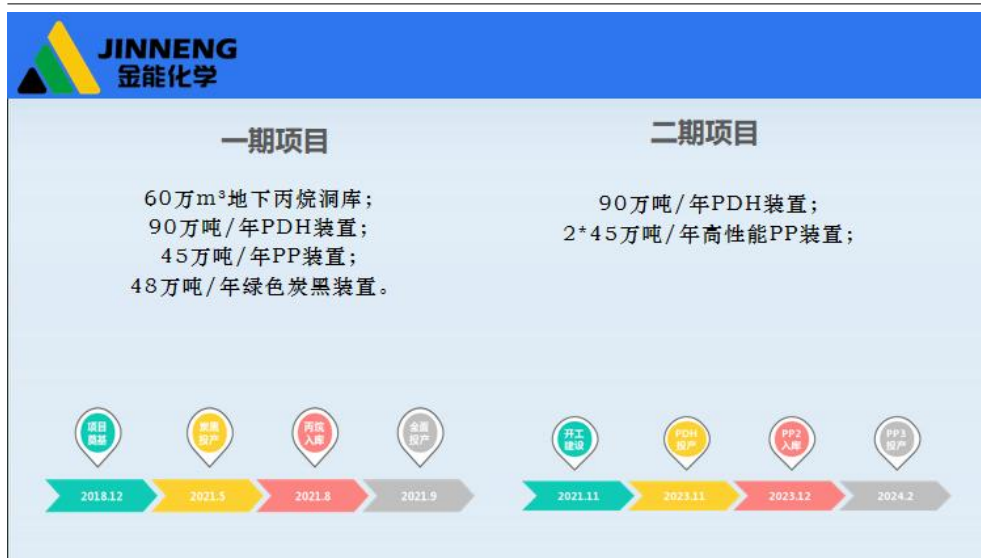 JINNENG
金能化学
一期项目
60万m³地下丙烷洞库；
90万吨/年PDH装置；
45万吨/年PP装置；
48万吨/年绿色炭黑装置。
项目
奠基
炭黑
投产
丙烷
入库
全面
投产
2018.12
2021.5
2021.8
2021.9
二期项目
90万吨/年PDH装置；
2*45万吨/年高性能PP装置；
开工
建设
PDH
投产
PP2
入库
PP3
投产
2021.11
2023.11
2023.12
2024.2